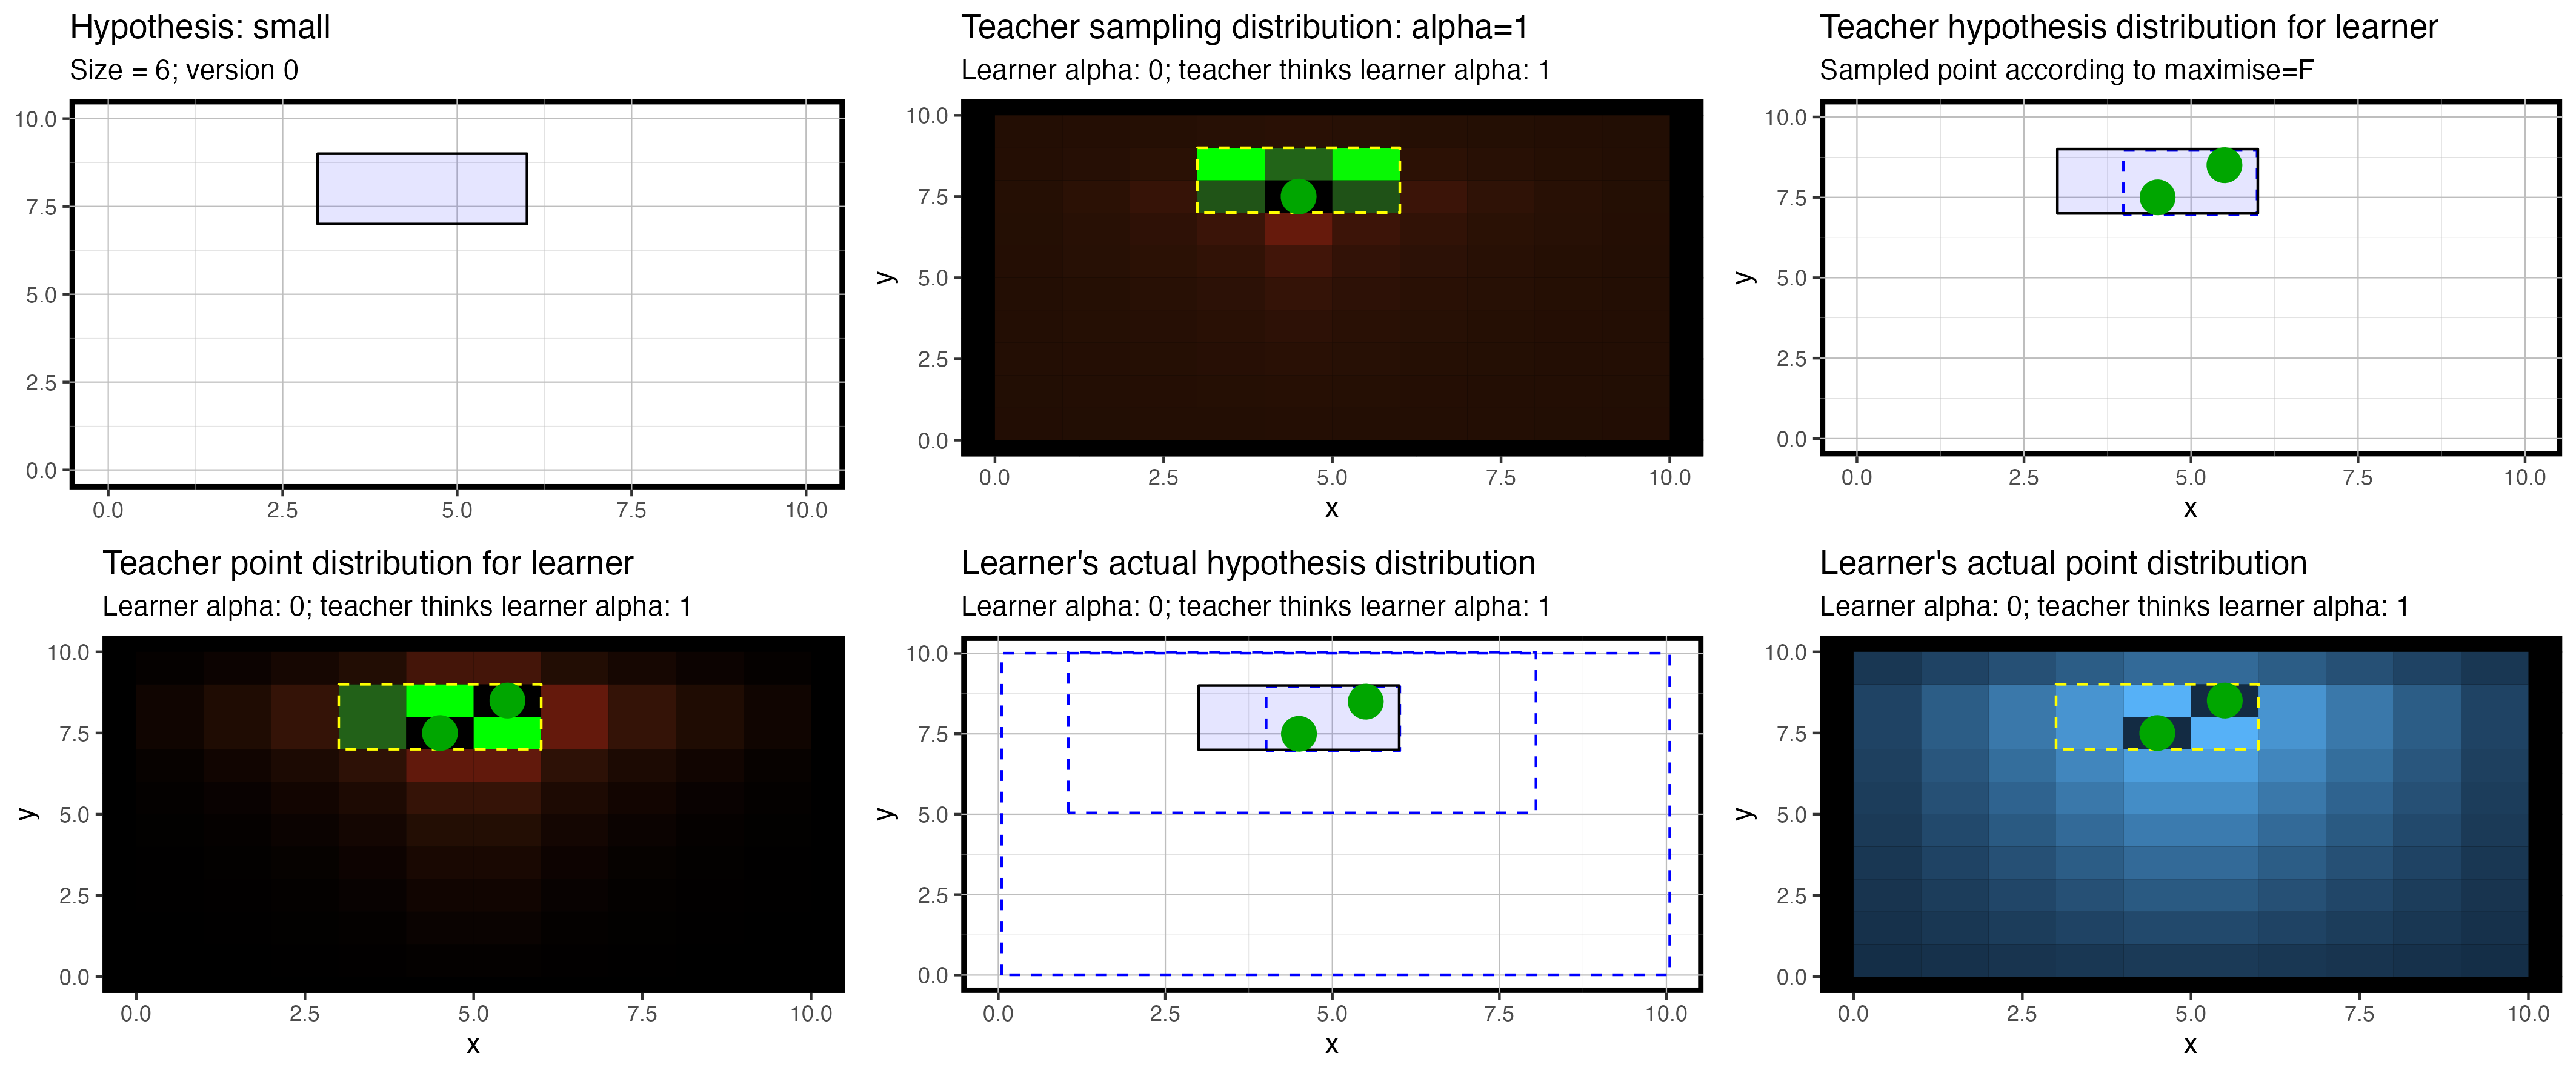 Hypothesis: small
Size = 6; version 0
10.0
7.5
5.0
2.5
0.0
0.0 2.5 5.0 7.5 10.0
Teacher sampling distribution: alpha=1
Learner alpha: 0; teacher thinks learner alpha: 1
y
10.0
7.5
5.0
2.5
0.0
0.0 2.5 5.0 7.5 10.0
x
Teacher hypothesis distribution for learner
Sampled point according to maximise=F
y
10.0
7.5
5.0
2.5
0.0
0.0 2.5 5.0 7.5 10.0
x
Teacher point distribution for learner
Learner alpha: 0; teacher thinks learner alpha: 1
y
10.0
7.5
5.0
2.5
0.0
0.0 2.5 5.0 7.5 10.0
x
Learner's actual hypothesis distribution
Learner alpha: 0; teacher thinks learner alpha: 1
y
10.0
7.5
5.0
2.5
0.0
0.0 2.5 5.0 7.5 10.0
x
Learner's actual point distribution
Learner alpha: 0; teacher thinks learner alpha: 1
y
10.0
7.5
5.0
2.5
0.0
0.0 2.5 5.0 7.5 10.0
x